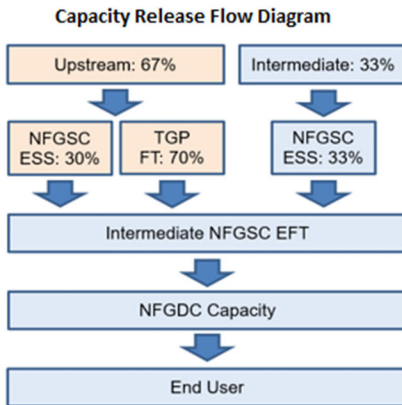 Capacity Release Flow Diagram
Upstream: 67%
Intermediate: 33%
NFGSC
ESS: 30%
TGP
FT: 70%
NFGSC
ESS: 33%
Intermediate NFGSC EFT
NFGDC Capacity
End User